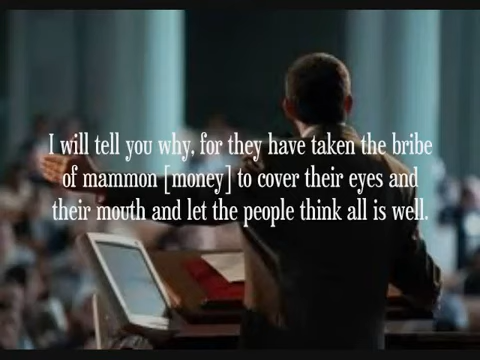 I will tell you why, for they have taken the bribe
of mammon [money] to cover their eyes and
their mouth and let the people think all is well.